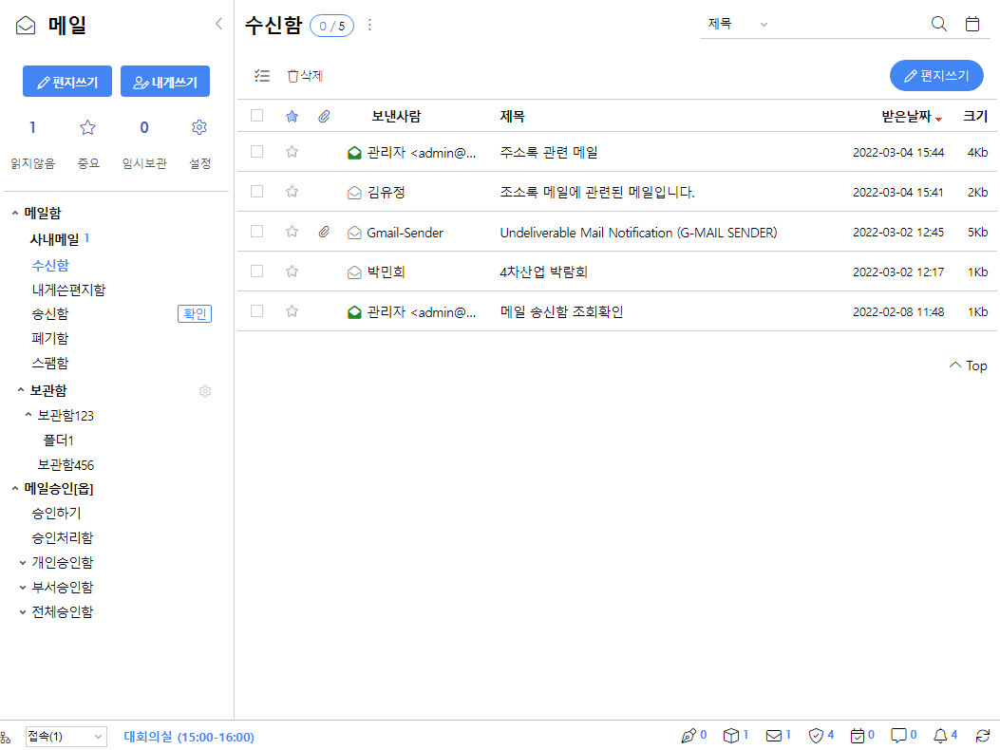 메일
편지쓰기 내게쓰기
1 0
읽지않음 중요 임시보관 설정
메일함
사내메일 1
수신함
내게쓴편지함
송신함 확인
폐기함
스팸함
보관함
보관함123
폴더1
보관함456
메일승인[옵]
승인하기
승인처리함
개인승인함
부서승인함
전체승인함
수신함 0 / 5 제목
삭제 편지쓰기
보낸사람 제목 받은날짜 크기
관리자 <admin@... 주소록 관련 메일 2022-03-04 15:44 4Kb
김유정 조소록 메일에 관련된 메일입니다. 2022-03-04 15:41 2Kb
Gmail-Sender Undeliverable Mail Notification (G-MAIL SENDER) 2022-03-02 12:45 5Kb
박민희 4차산업 박람회 2022-03-02 12:17 1Kb
관리자 <admin@... 메일 송신함 조회확인 2022-02-08 11:48 1Kb
Top
접속(1) 대회의실 (15:00-16:00) 0 1 1 4 0 0 4